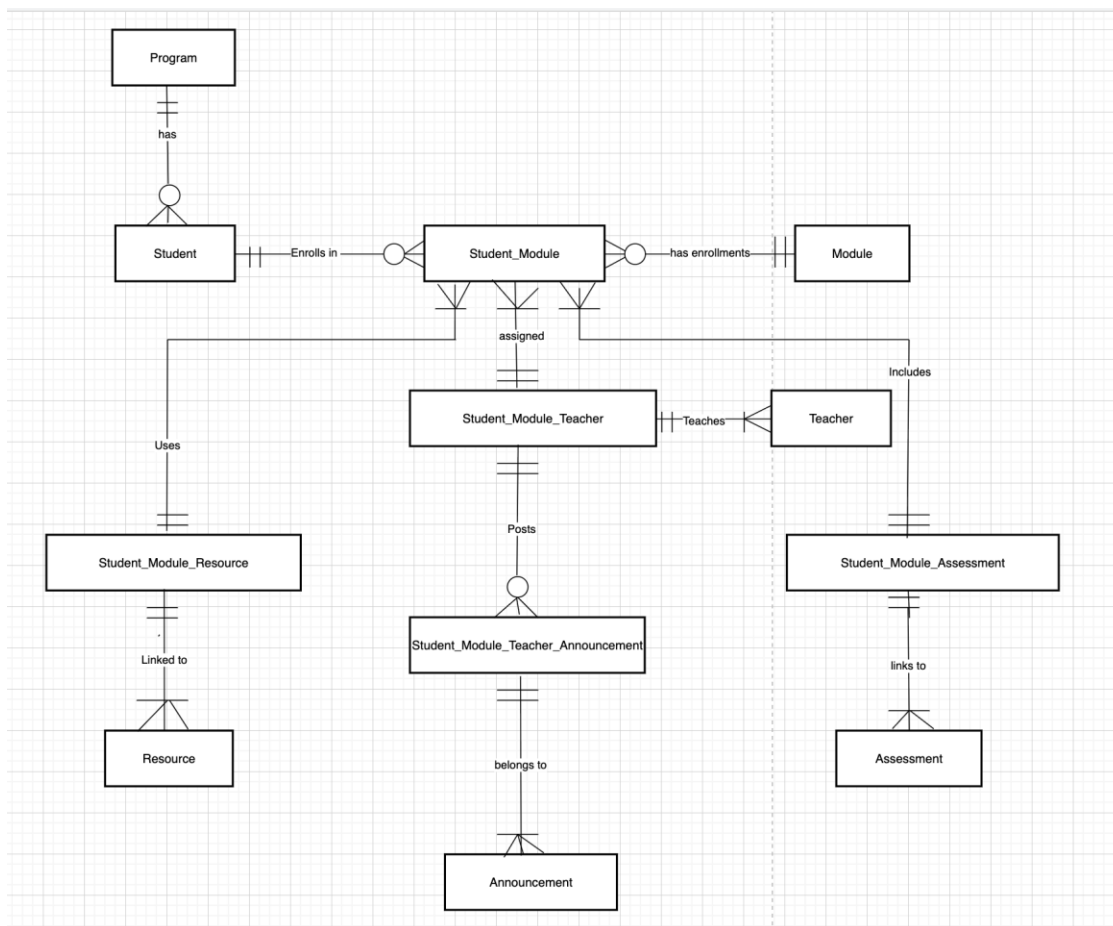 Program
has
Student
Enrolls in
Student_Module
has enrollments
Module
assigned
Includes
Student_Module_Teacher
Teaches
Teacher
Uses
Posts
Student_Module_Resource
Student_Module_Assessment
Student_Module_Teacher_Announcement
Linked to
links to
Resource
Assessment
belongs to
Announcement